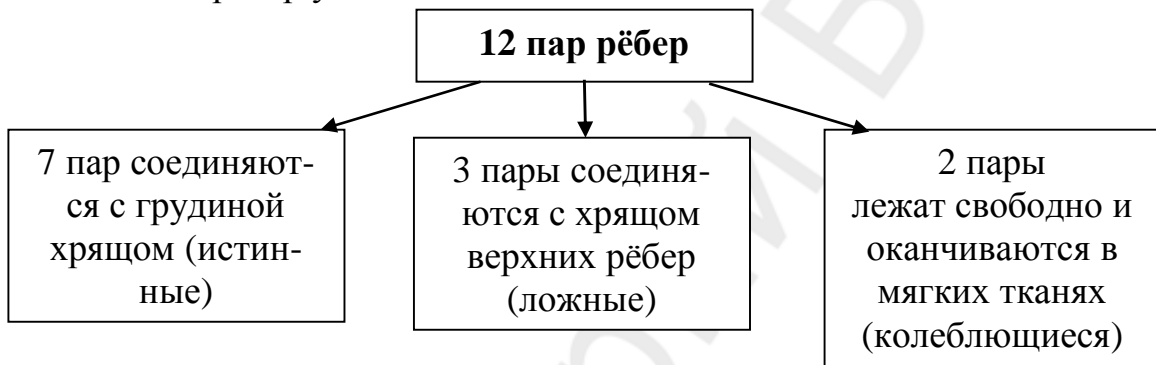 12 пар рёбер
7 пар соединяют-
ся с грудиной
хрящом (истин-
ные)
3 пары соединя-
ются с хрящом
верхних рёбер
(ложные)
2 пары
лежат свободно и
оканчиваются в
мягких тканях
(колеблющиеся)